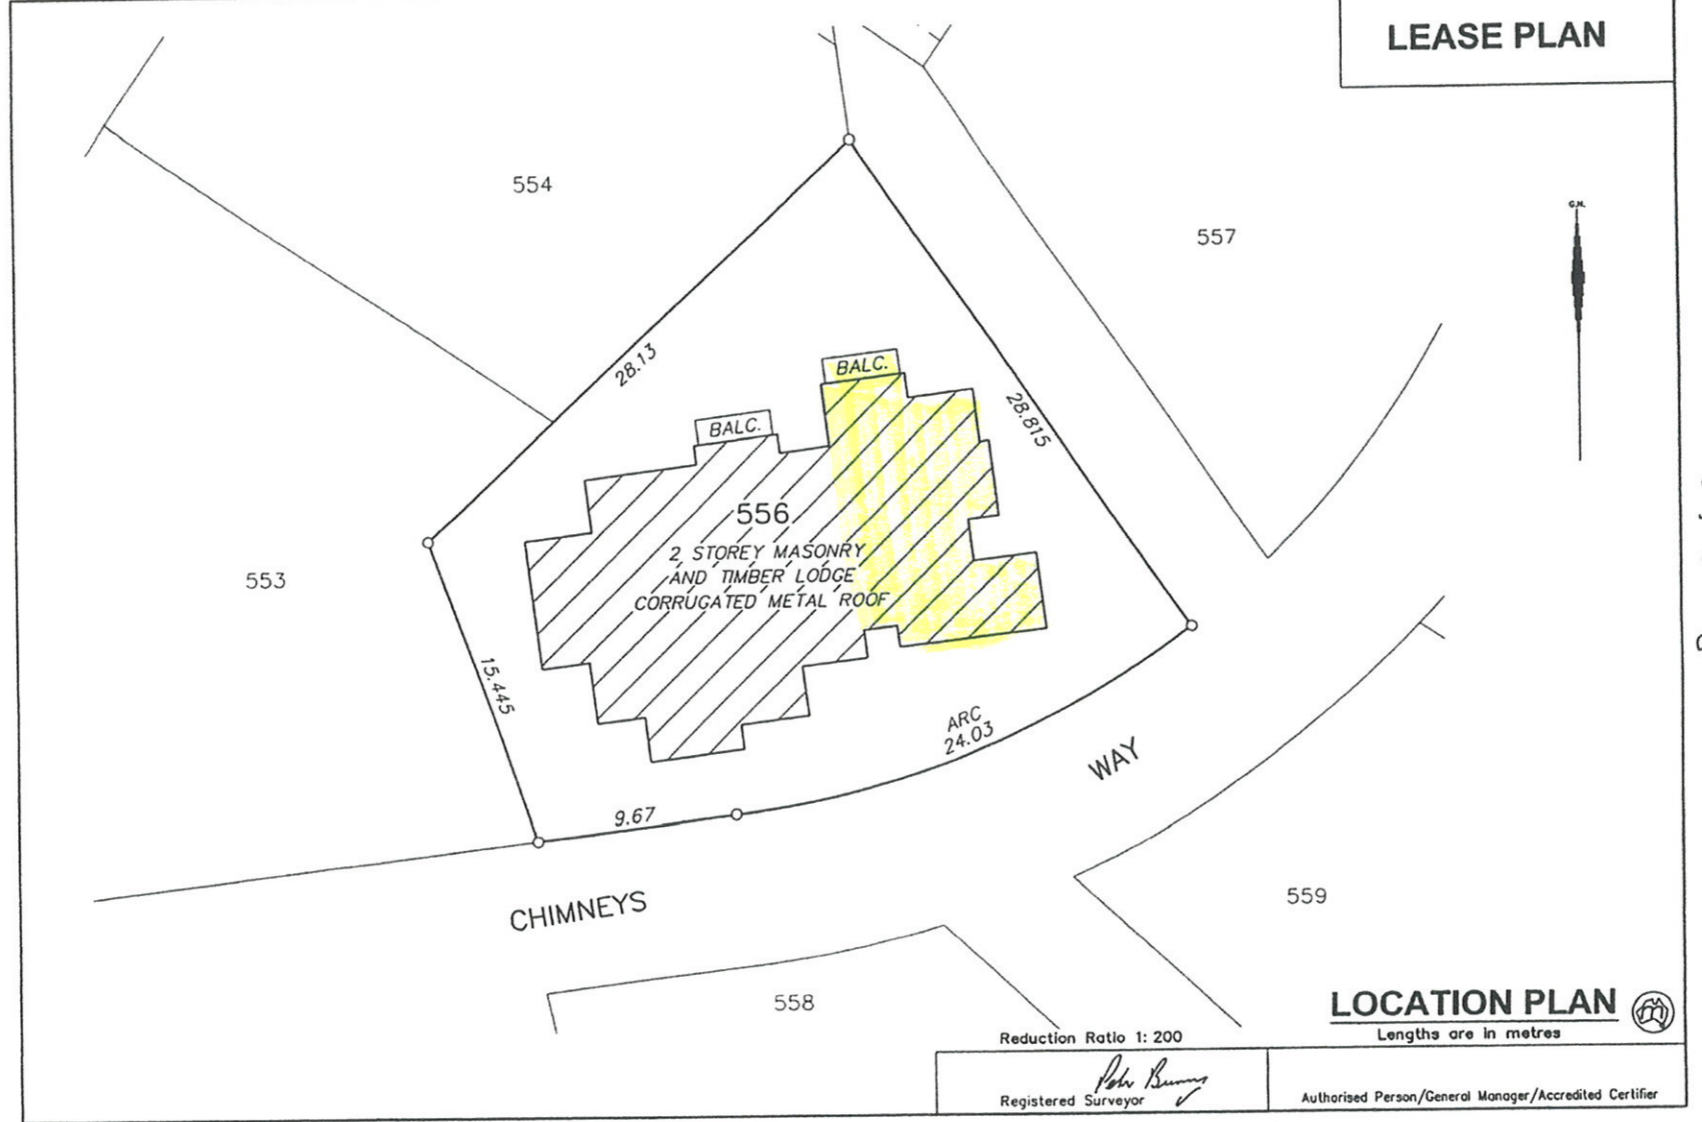 LEASE PLAN
554
557
G.N.
28.13
BALC.
28.815
BALC.
556
2 STOREY MASONRY
AND TIMBER LODGE
CORRUGATED METAL ROOF
553
15.445
ARC
24.03
WAY
9.67
CHIMNEYS
559
558
LOCATION PLAN
Lengths are in metres
Reduction Ratio 1: 200
Registered Surveyor
Authorised Person/General Manager/Accredited Certifier